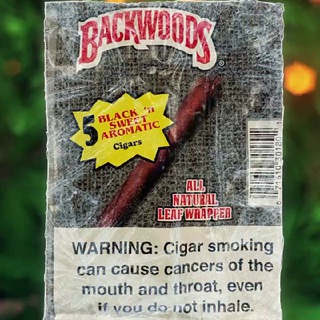 BACKWOODS
5 BLACK 'n
SWEET
AROMATIC
Cigars
ALL
NATURAL
LEAF WRAPPER
WARNING: Cigar smoking
can cause cancers of the
mouth and throat, even
if you do not inhale.